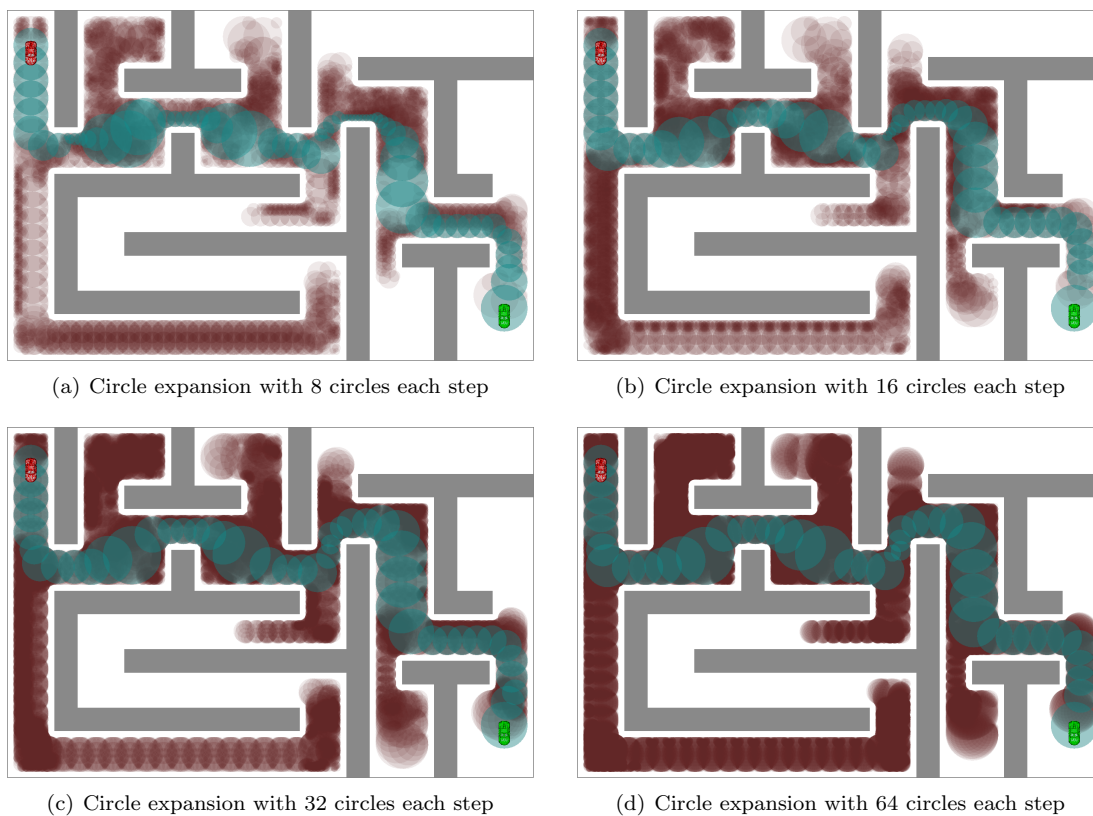 (a) Circle expansion with 8 circles each step
(b) Circle expansion with 16 circles each step
(c) Circle expansion with 32 circles each step
(d) Circle expansion with 64 circles each step